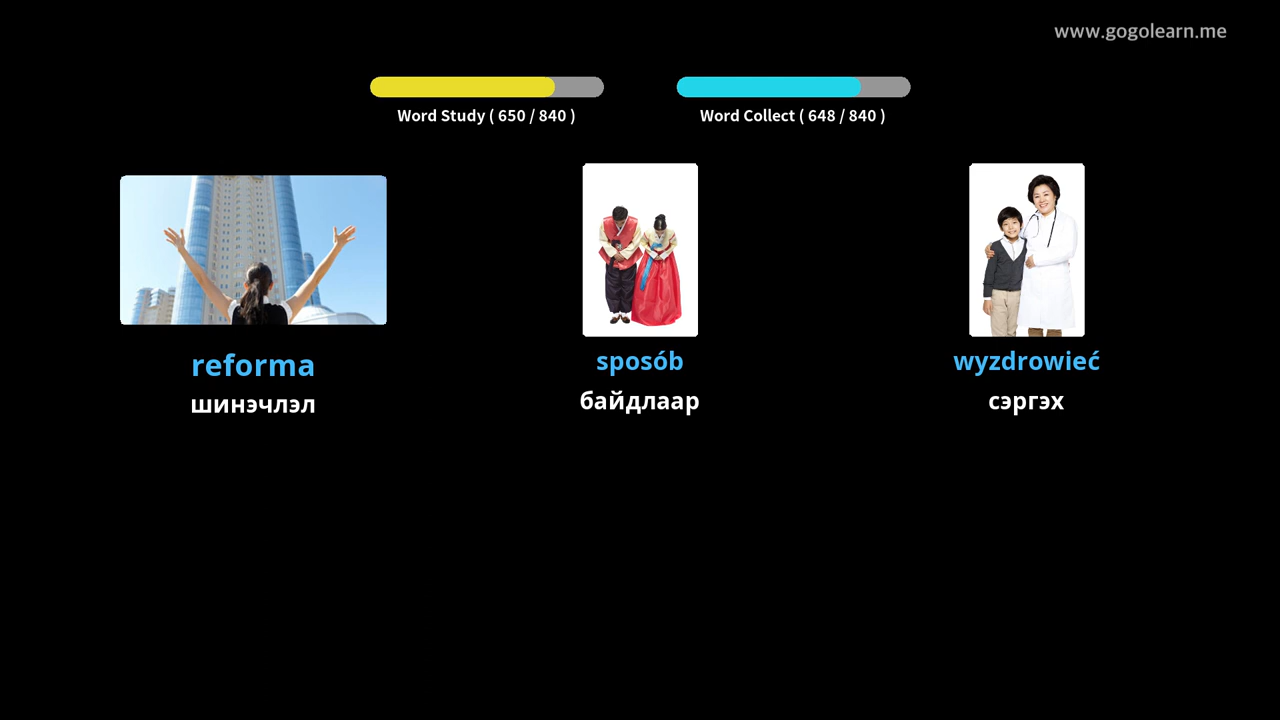 www.gogolearn.me
Word Study ( 650 / 840 )
Word Collect ( 648 / 840 )
reforma
шинэчлэл
sposób
байдлаар
wyzdrowieć
сэргэх